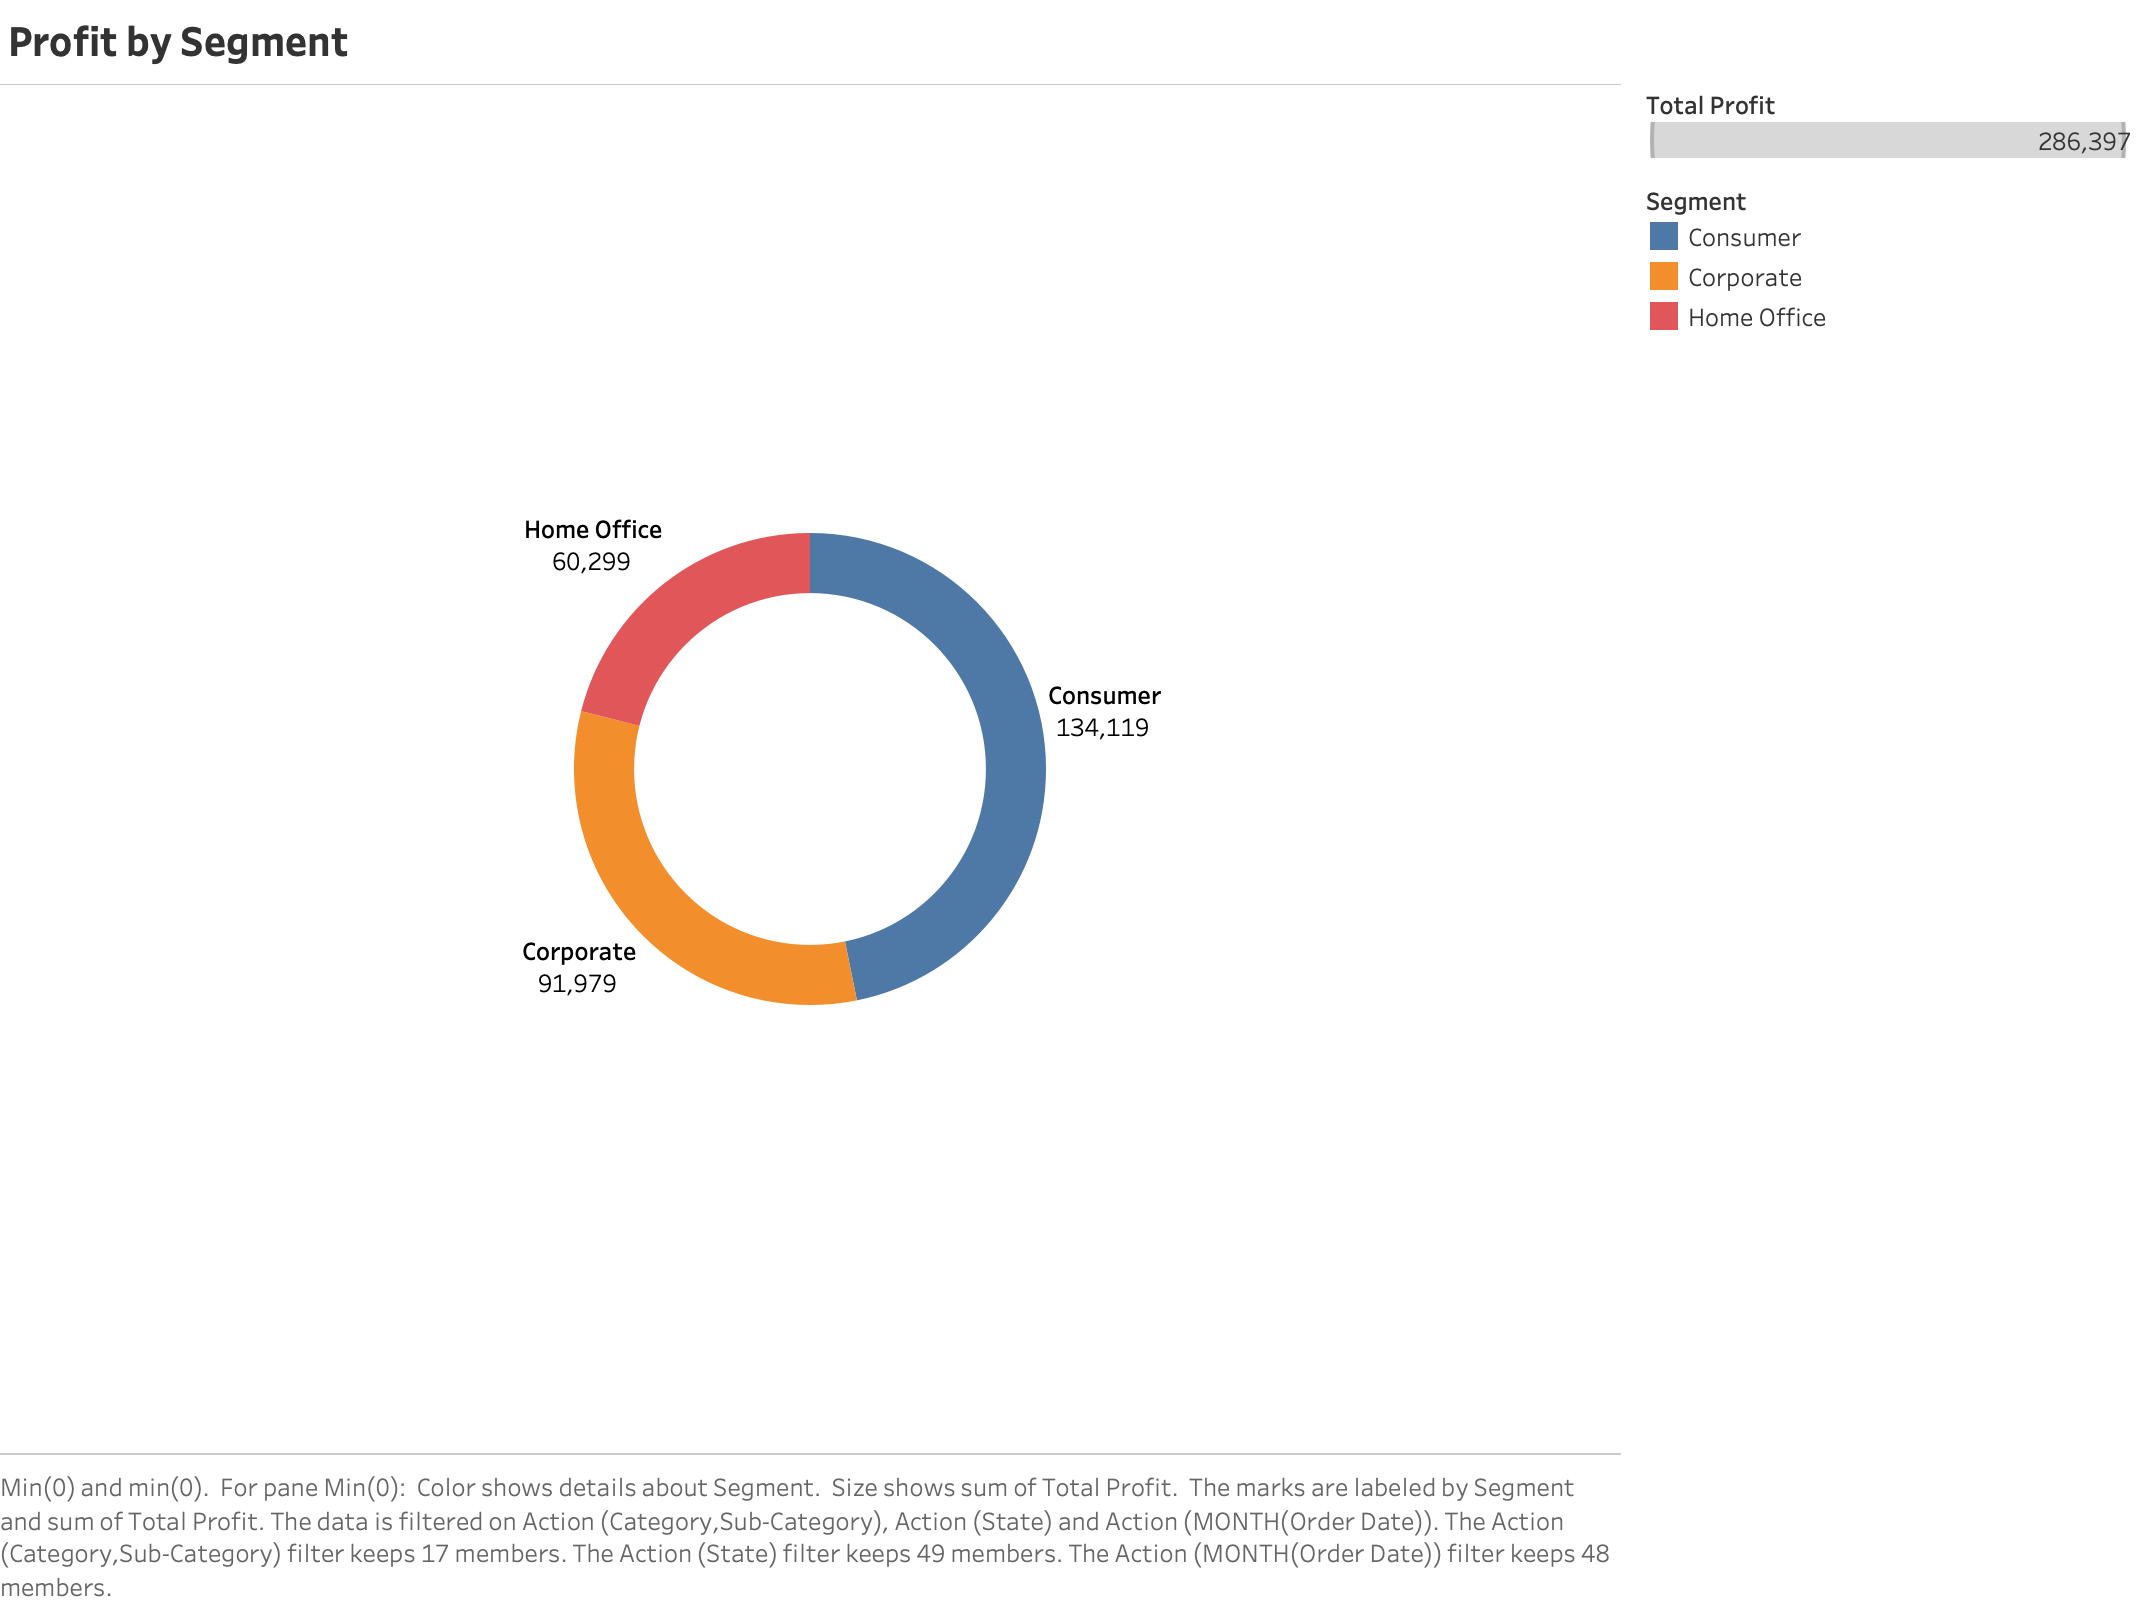 Profit by Segment
Total Profit
286,397
Segment
Consumer
Corporate
Home Office
Home Office
60,299
Consumer
134,119
Corporate
91,979
Min(0) and min(0).  For pane Min(0):  Color shows details about Segment.  Size shows sum of Total Profit.  The marks are labeled by Segment
and sum of Total Profit. The data is filtered on Action (Category,Sub-Category), Action (State) and Action (MONTH(Order Date)). The Action
(Category,Sub-Category) filter keeps 17 members. The Action (State) filter keeps 49 members. The Action (MONTH(Order Date)) filter keeps 48
members.